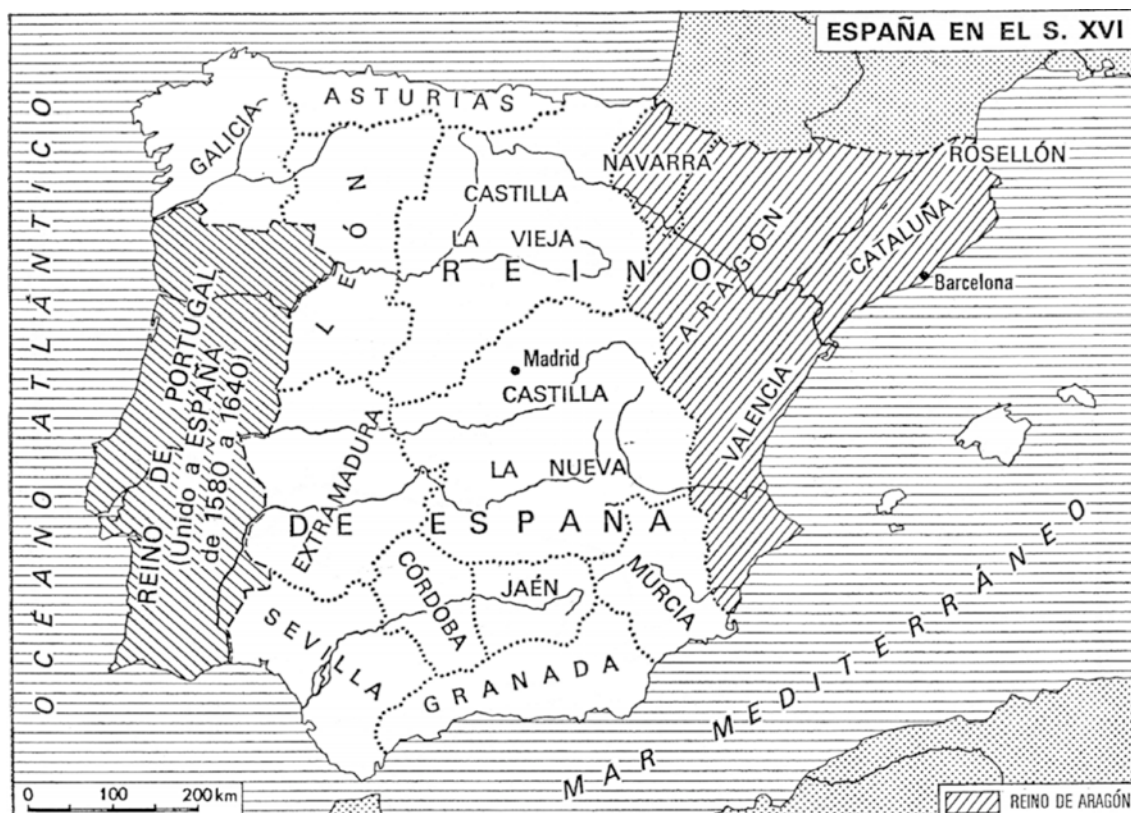 ESPAÑA EN EL S. XVI
OCÉANO ATLÁNTICO
ASTURIAS
GALICIA
LEÓN
NAVARRA
ROSELLÓN
CASTILLA
LA VIEJA
ARAGÓN
CATALUÑA
Barcelona
REINO
DE ESPAÑA
Madrid
CASTILLA
LA NUEVA
REINO DE PORTUGAL
(Unido a ESPAÑA
de 1580 a 1640)
EXTRAMADURA
VALENCIA
CÓRDOBA
JAÉN
MURCIA
SEVILLA
GRANADA
MAR MEDITERRÁNEO
0 100 200 km
REINO DE ARAGÓN